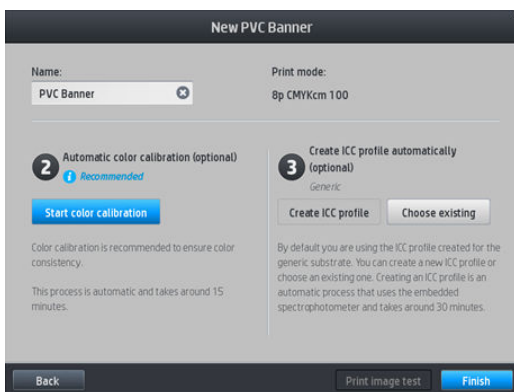 New PVC Banner
Name:
PVC Banner
Print mode:
8p CMYKcm 100
2
Automatic color calibration (optional)
i Recommended
Start color calibration
Color calibration is recommended to ensure color
consistency.
This process is automatic and takes around 15
minutes.
3
Create ICC profile automatically
(optional)
Generic
Create ICC profile
Choose existing
By default you are using the ICC profile created for the
generic substrate. You can create a new ICC profile or
choose an existing one. Creating an ICC profile is an
automatic process that uses the embedded
spectrophotometer and takes around 30 minutes.
Back
Print image test
Finish